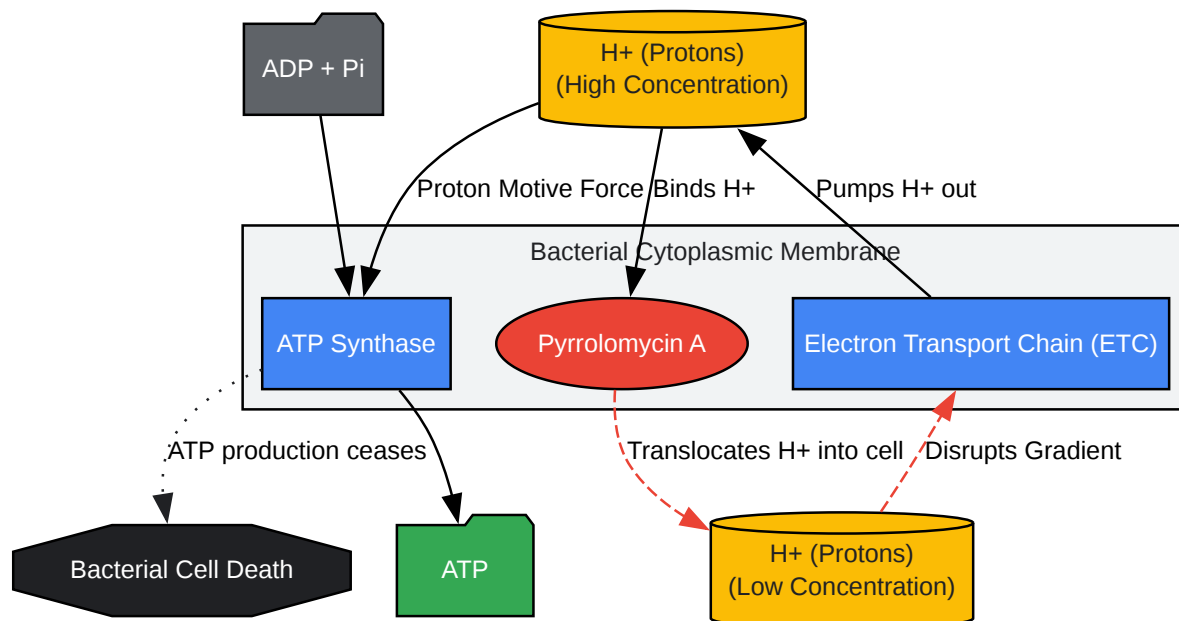 ADP + Pi
H+ (Protons)
(High Concentration)
Proton Motive Force
Binds H+
Pumps H+ out
Bacterial Cytoplasmic Membrane
ATP Synthase
Pyrrolomycin A
Electron Transport Chain (ETC)
ATP production ceases
Translocates H+ into cell
Disrupts Gradient
Bacterial Cell Death
ATP
H+ (Protons)
(Low Concentration)